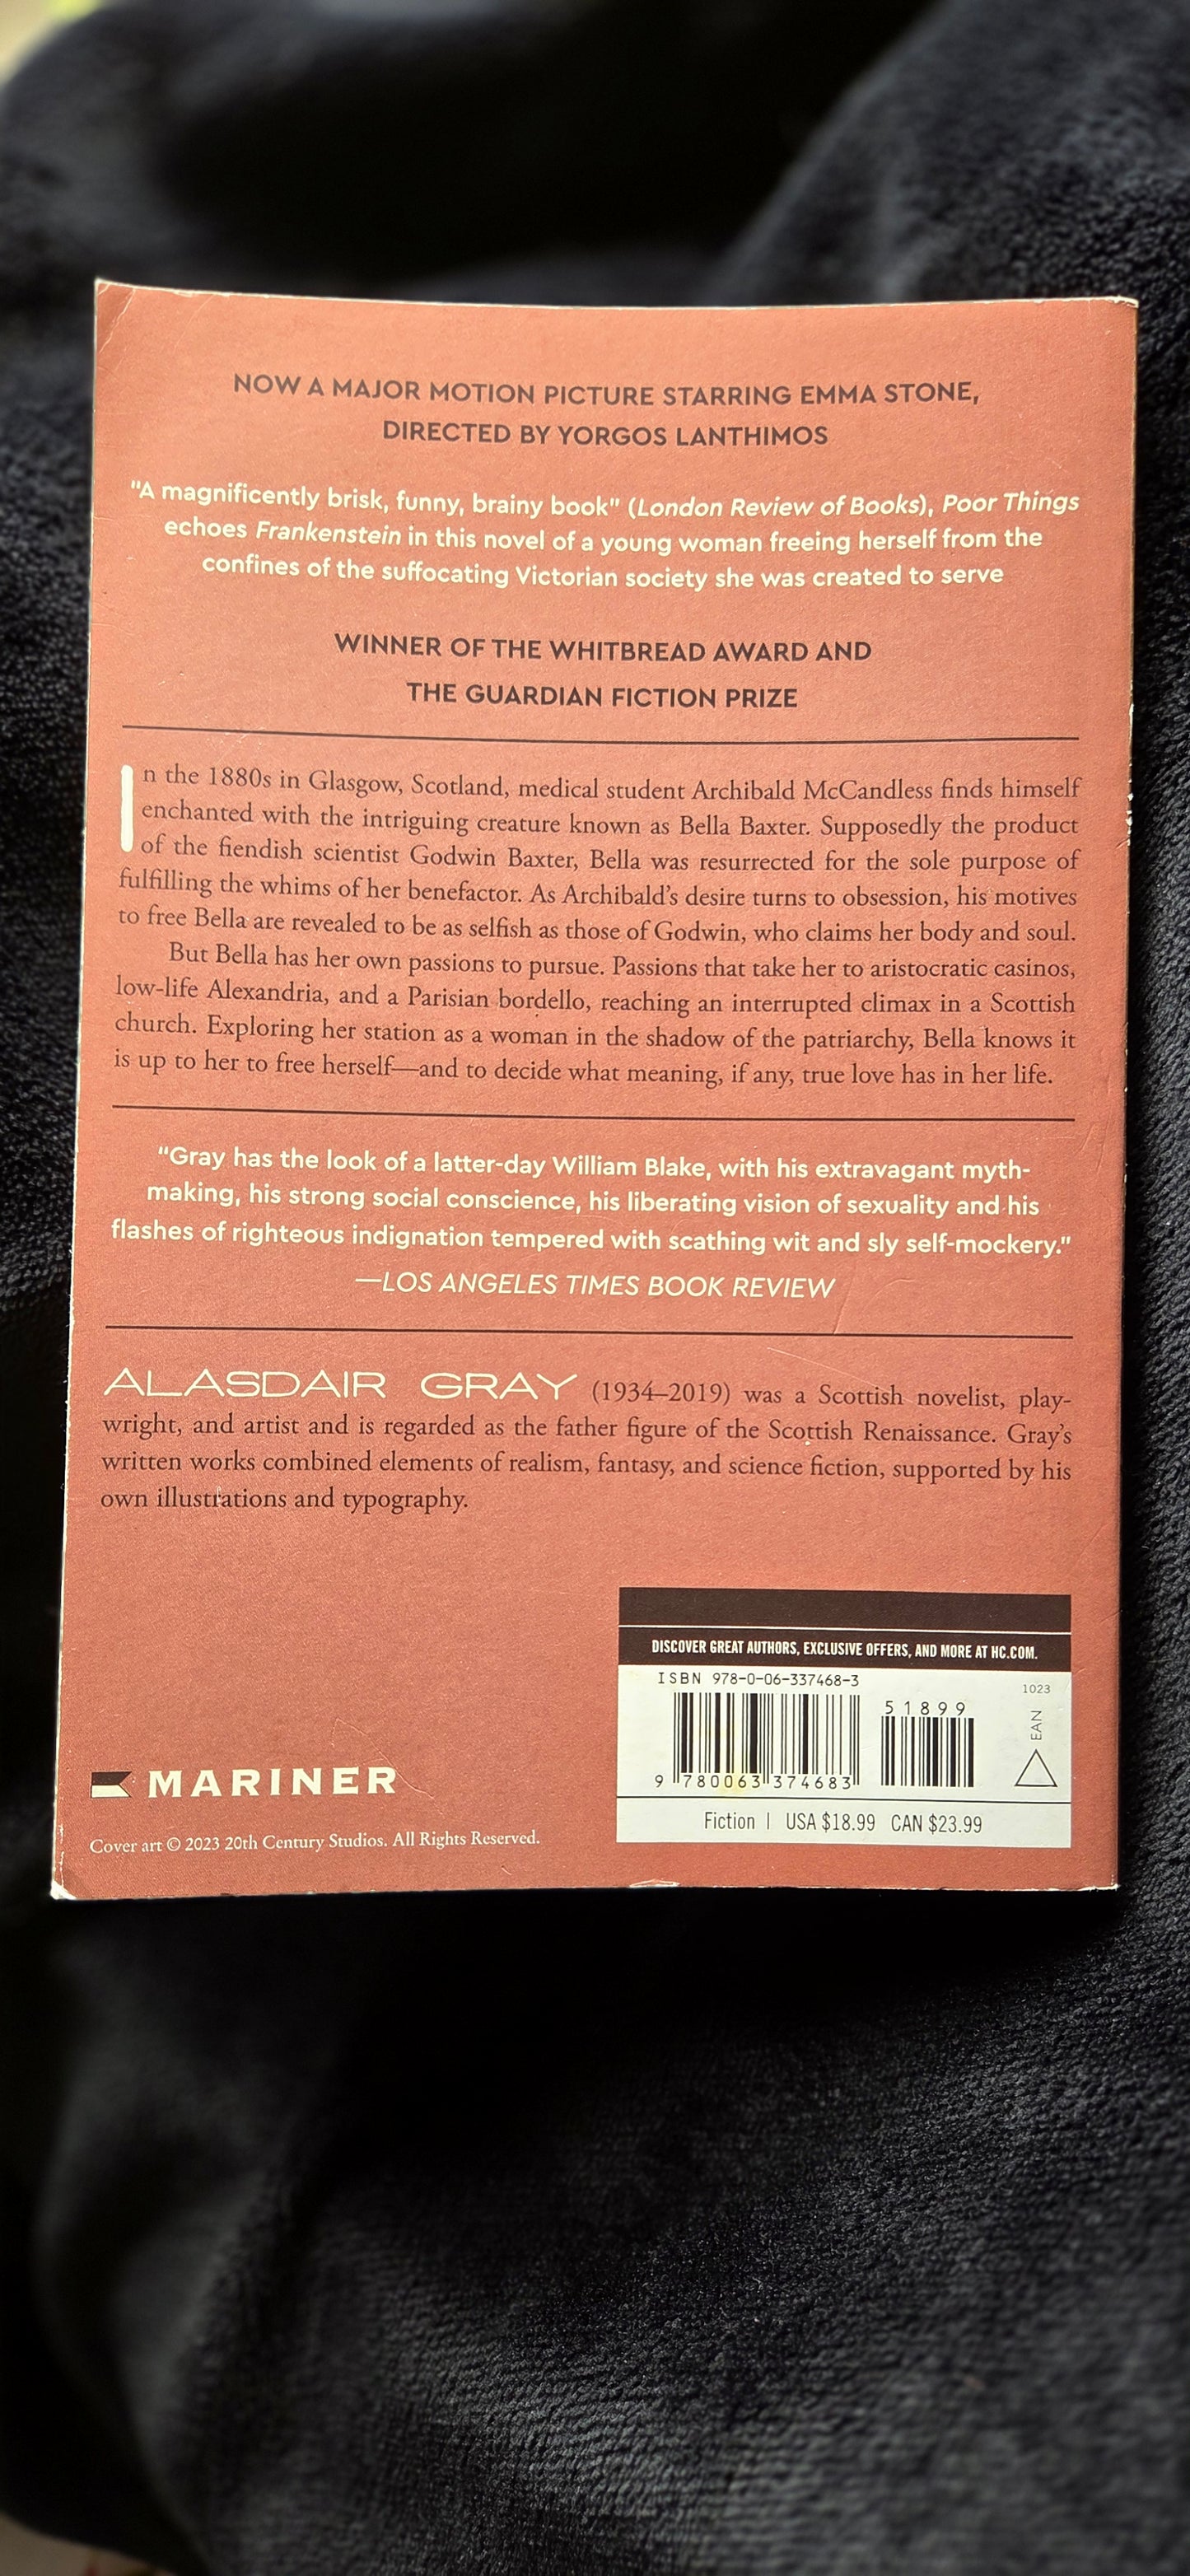 NOW A MAJOR MOTION PICTURE STARRING EMMA STONE,
DIRECTED BY YORGOS LANTHIMOS
"A magnificently brisk, funny, brainy book" (London Review of Books), Poor Things
echoes Frankenstein in this novel of a young woman freeing herself from the
confines of the suffocating Victorian society she was created to serve
WINNER OF THE WHITBREAD AWARD AND
THE GUARDIAN FICTION PRIZE
In the 1880s in Glasgow, Scotland, medical student Archibald McCandless finds himself
enchanted with the intriguing creature known as Bella Baxter. Supposedly the product
of the fiendish scientist Godwin Baxter, Bella was resurrected for the sole purpose of
fulfilling the whims of her benefactor. As Archibald's desire turns to obsession, his motives
to free Bella are revealed to be as selfish as those of Godwin, who claims her body and soul.
But Bella has her own passions to pursue. Passions that take her to aristocratic casinos,
low-life Alexandria, and a Parisian bordello, reaching an interrupted climax in a Scottish
church. Exploring her station as a woman in the shadow of the patriarchy, Bella knows it
is up to her to free herself—and to decide what meaning, if any, true love has in her life.
"Gray has the look of a latter-day William Blake, with his extravagant myth-
making, his strong social conscience, his liberating vision of sexuality and his
flashes of righteous indignation tempered with scathing wit and sly self-mockery."
—LOS ANGELES TIMES BOOK REVIEW
ALASDAIR GRAY (1934–2019) was a Scottish novelist, play-
wright, and artist and is regarded as the father figure of the Scottish Renaissance. Gray's
written works combined elements of realism, fantasy, and science fiction, supported by his
own illustrations and typography.
DISCOVER GREAT AUTHORS, EXCLUSIVE OFFERS, AND MORE AT HC.COM.
ISBN 978-0-06-337468-3
1023
51899
EAN
9 780063 374683
Fiction | USA $18.99 CAN $23.99
MARINER
Cover art © 2023 20th Century Studios. All Rights Reserved.